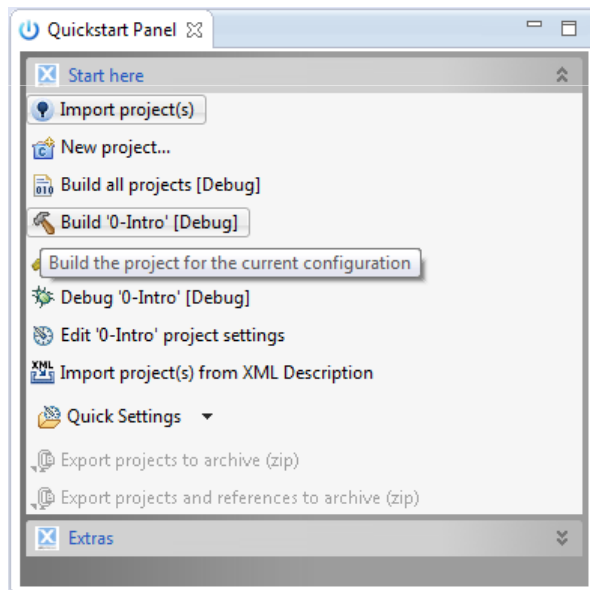 Quickstart Panel
Start here
Import project(s)
New project...
Build all projects [Debug]
Build '0-Intro' [Debug]
Build the project for the current configuration
Debug '0-Intro' [Debug]
Edit '0-Intro' project settings
Import project(s) from XML Description
Quick Settings
Export projects to archive (zip)
Export projects and references to archive (zip)
Extras